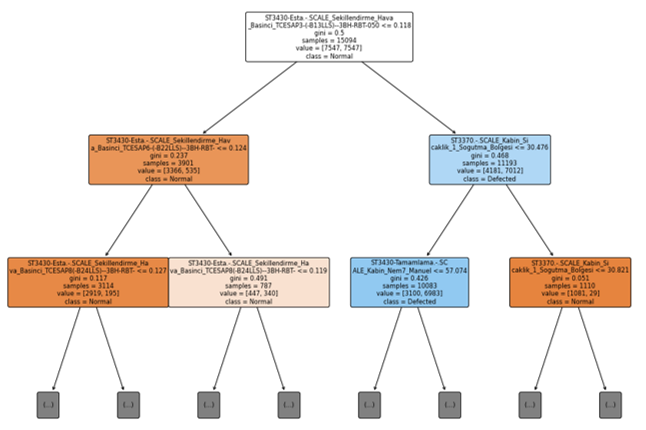 ST3430-Esta.-.SCALE_Sekillendirme_Hava
_Basinci_TCESAP3-(-B13LLS)--3BH-RBT-050 <= 0.118
gini = 0.5
samples = 15094
value = [7547, 7547]
class = Normal
ST3430-Esta.-.SCALE_Sekillendirme_Hav
a_Basinci_TCESAP6-(-B22LLS)--3BH-RBT- <= 0.124
gini = 0.237
samples = 3901
value = [3366, 535]
class = Normal
ST3370.-.SCALE_Kabin_Si
caklik_1_Sogutma_Bolgesi <= 30.476
gini = 0.468
samples = 11193
value = [4181, 7012]
class = Defected
ST3430-Esta.-.SCALE_Sekillendirme_Ha
va_Basinci_TCESAP8(-B24LLS)--3BH-RBT- <= 0.127
gini = 0.117
samples = 3114
value = [2919, 195]
class = Normal
ST3430-Esta.-.SCALE_Sekillendirme_Ha
va_Basinci_TCESAP8(-B24LLS)--3BH-RBT- <= 0.119
gini = 0.491
samples = 787
value = [447, 340]
class = Normal
ST3430-Tamamlama.-.SC
ALE_Kabin_Nem7_Manuel <= 57.074
gini = 0.426
samples = 10083
value = [3100, 6983]
class = Defected
ST3370.-.SCALE_Kabin_Si
caklik_1_Sogutma_Bolgesi <= 30.821
gini = 0.051
samples = 1110
value = [1081, 29]
class = Normal
(...)
(...)
(...)
(...)
(...)
(...)
(...)
(...)